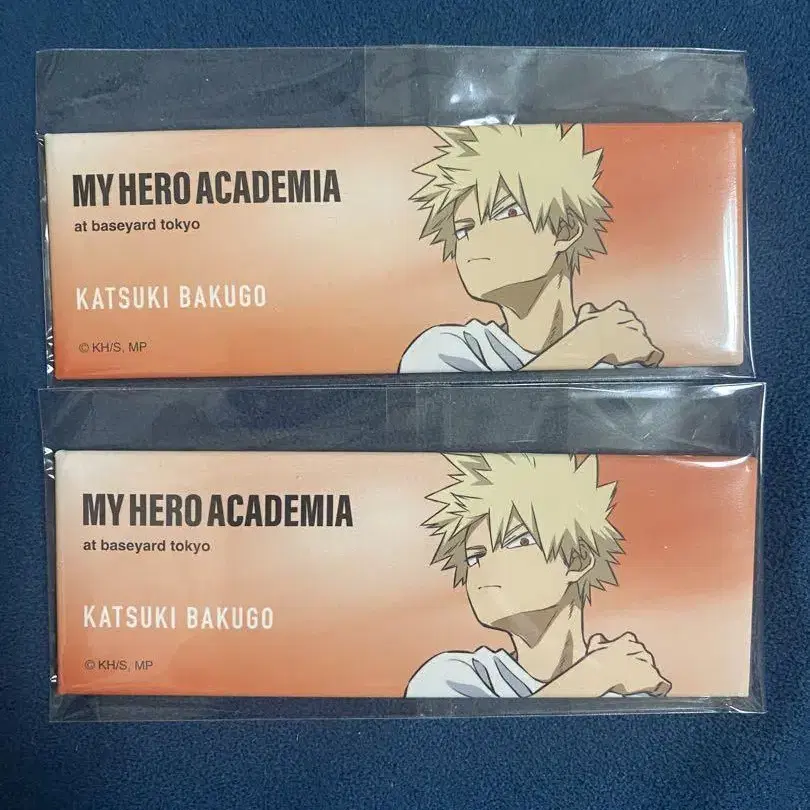 MY HERO ACADEMIA
at baseyard tokyo
KATSUKI BAKUGO
© KH/S, MP
MY HERO ACADEMIA
at baseyard tokyo
KATSUKI BAKUGO
© KH/S, MP